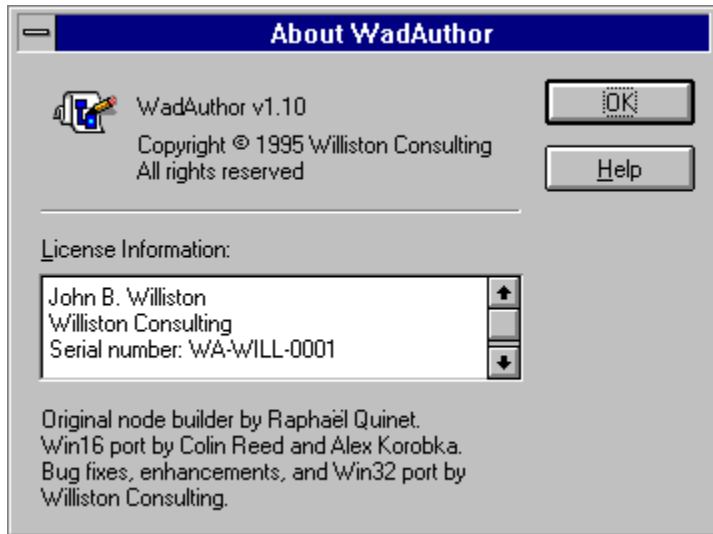 About WadAuthor
WadAuthor v1.10
Copyright © 1995 Williston Consulting
All rights reserved
OK
Help
License Information:
John B. Williston
Williston Consulting
Serial number: WA-WILL-0001
Original node builder by Raphaël Quinet.
Win16 port by Colin Reed and Alex Korobka.
Bug fixes, enhancements, and Win32 port by
Williston Consulting.